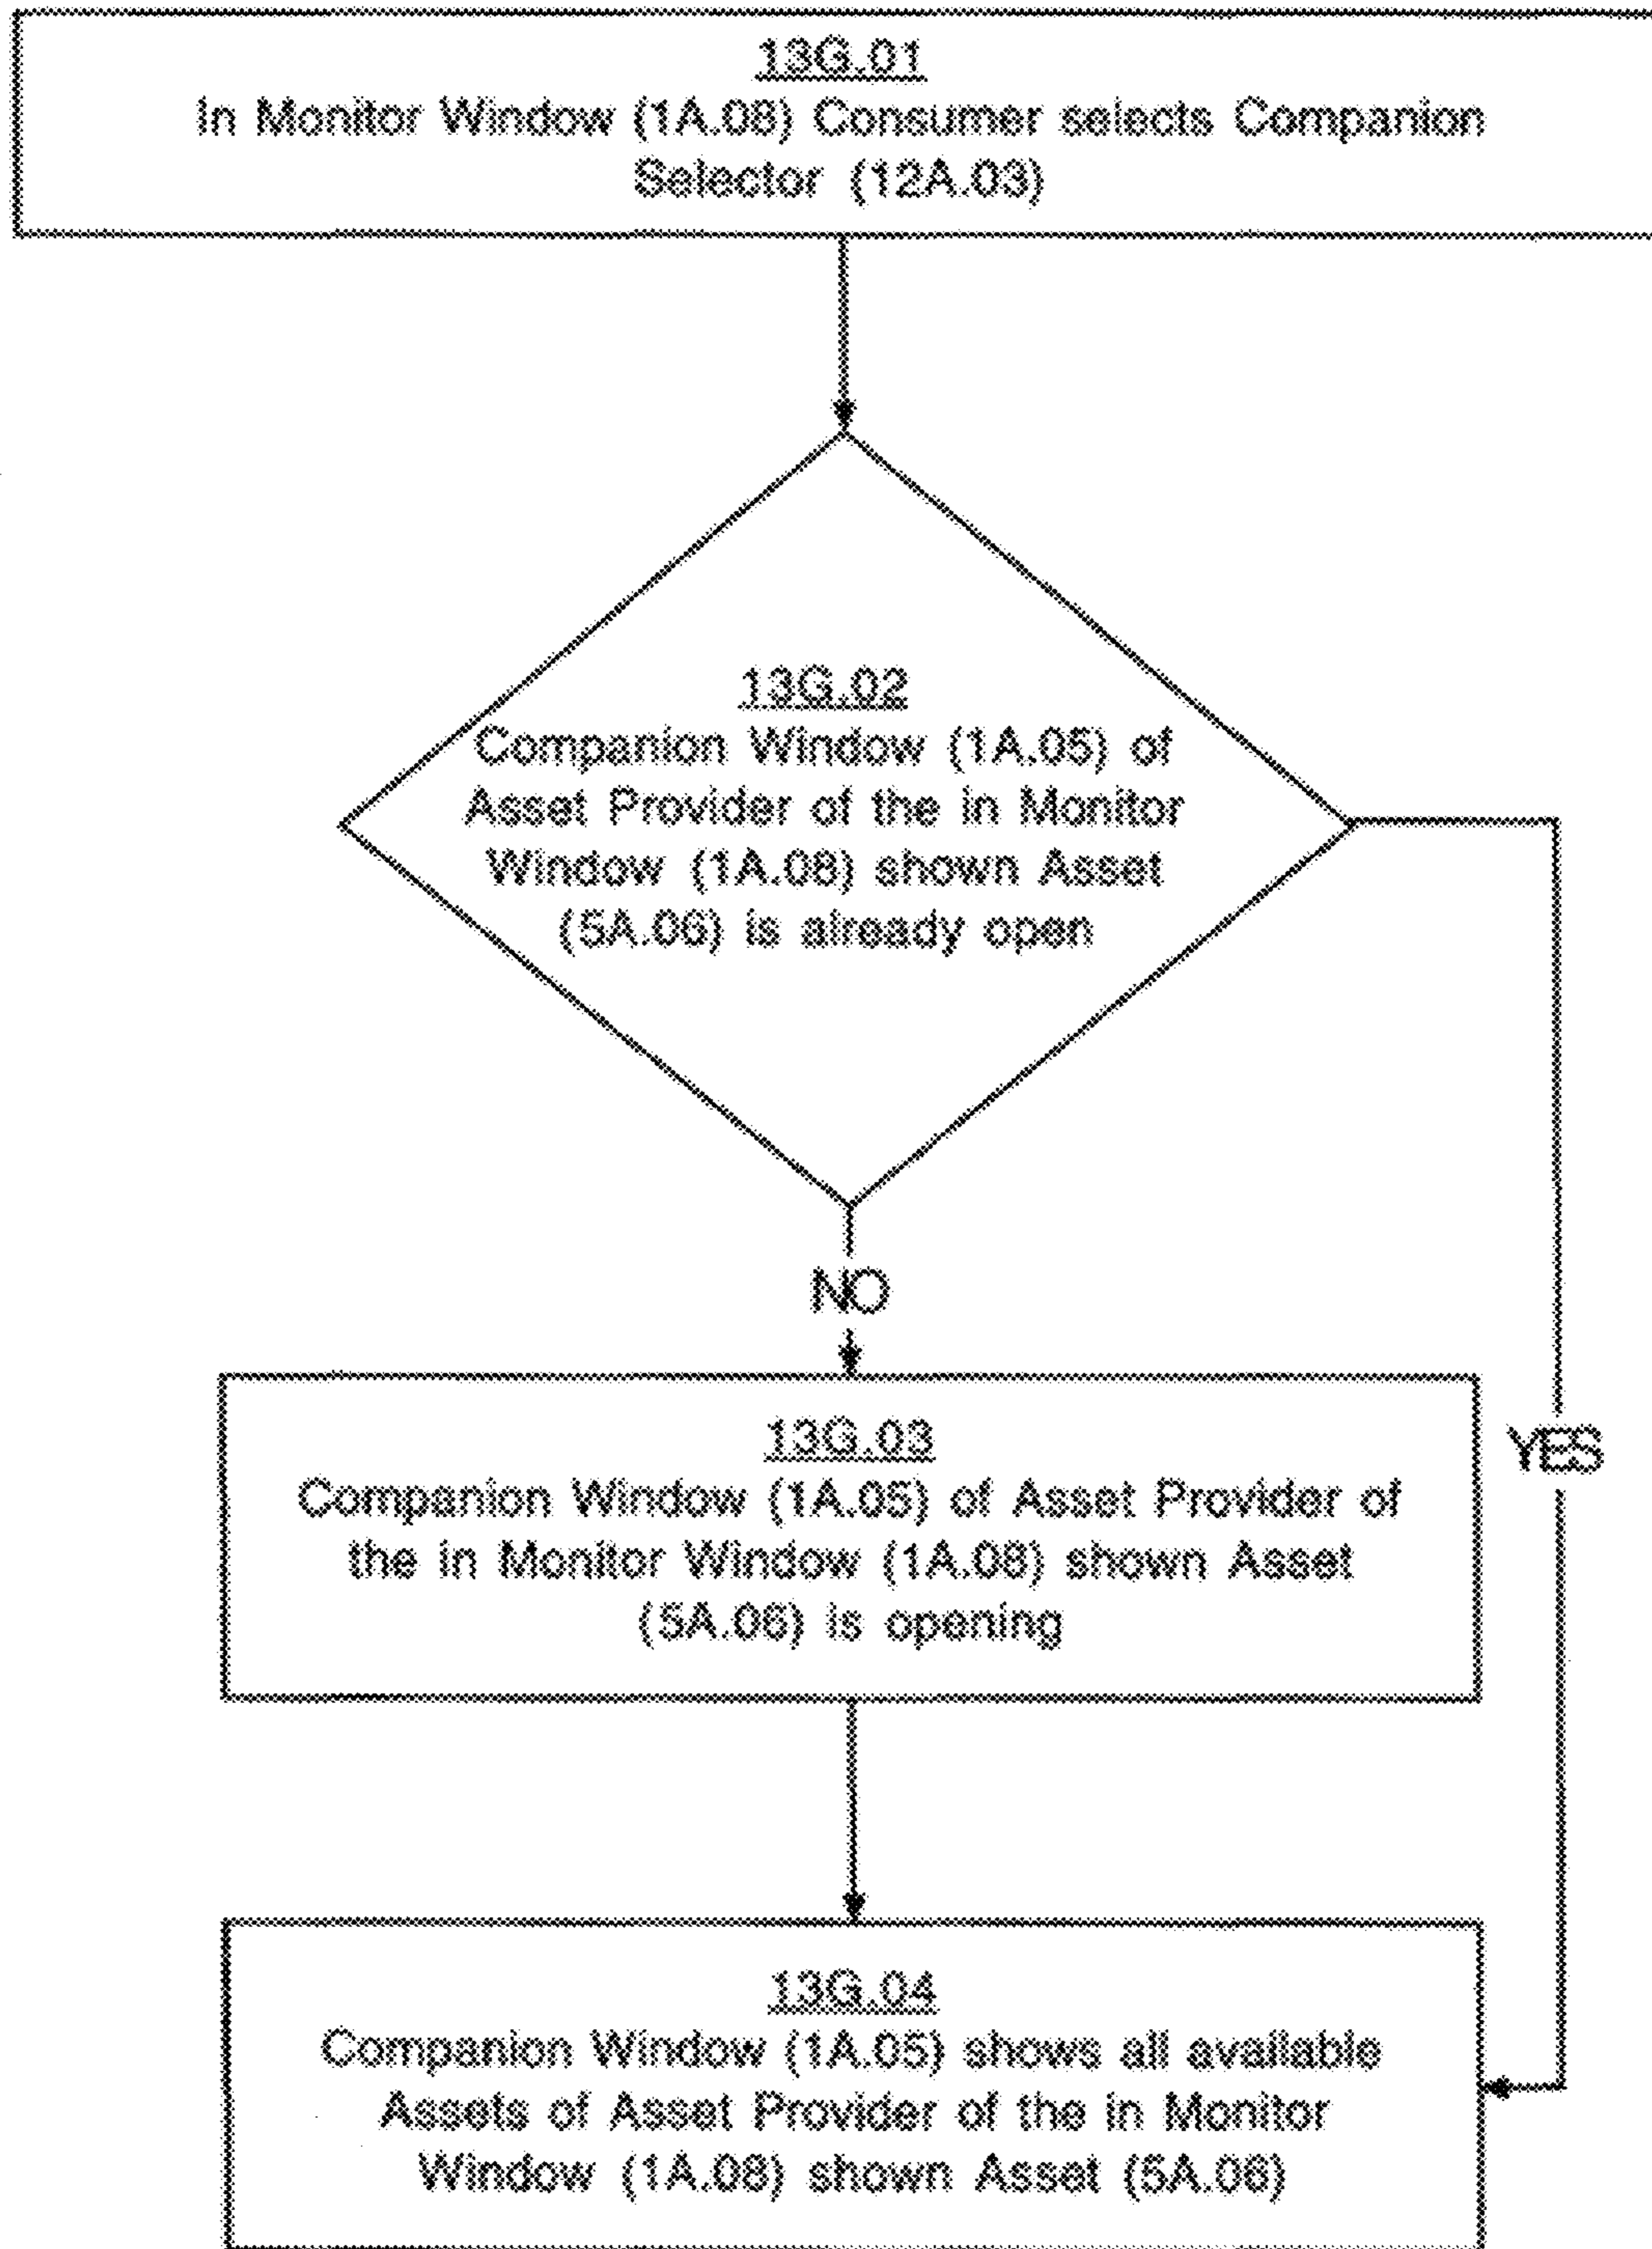 13G.01
In Monitor Window (1A.08) Consumer selects Companion
Selector (12A.03)
13G.02
Companion Window (1A.05) of
Asset Provider of the in Monitor
Window (1A.08) shown Asset
(5A.06) is already open
NO
13G.03
Companion Window (1A.05) of Asset Provider of
the in Monitor Window (1A.08) shown Asset
(5A.06) is opening
YES
13G.04
Companion Window (1A.05) shows all available
Assets of Asset Provider of the in Monitor
Window (1A.08) shown Asset (5A.06)